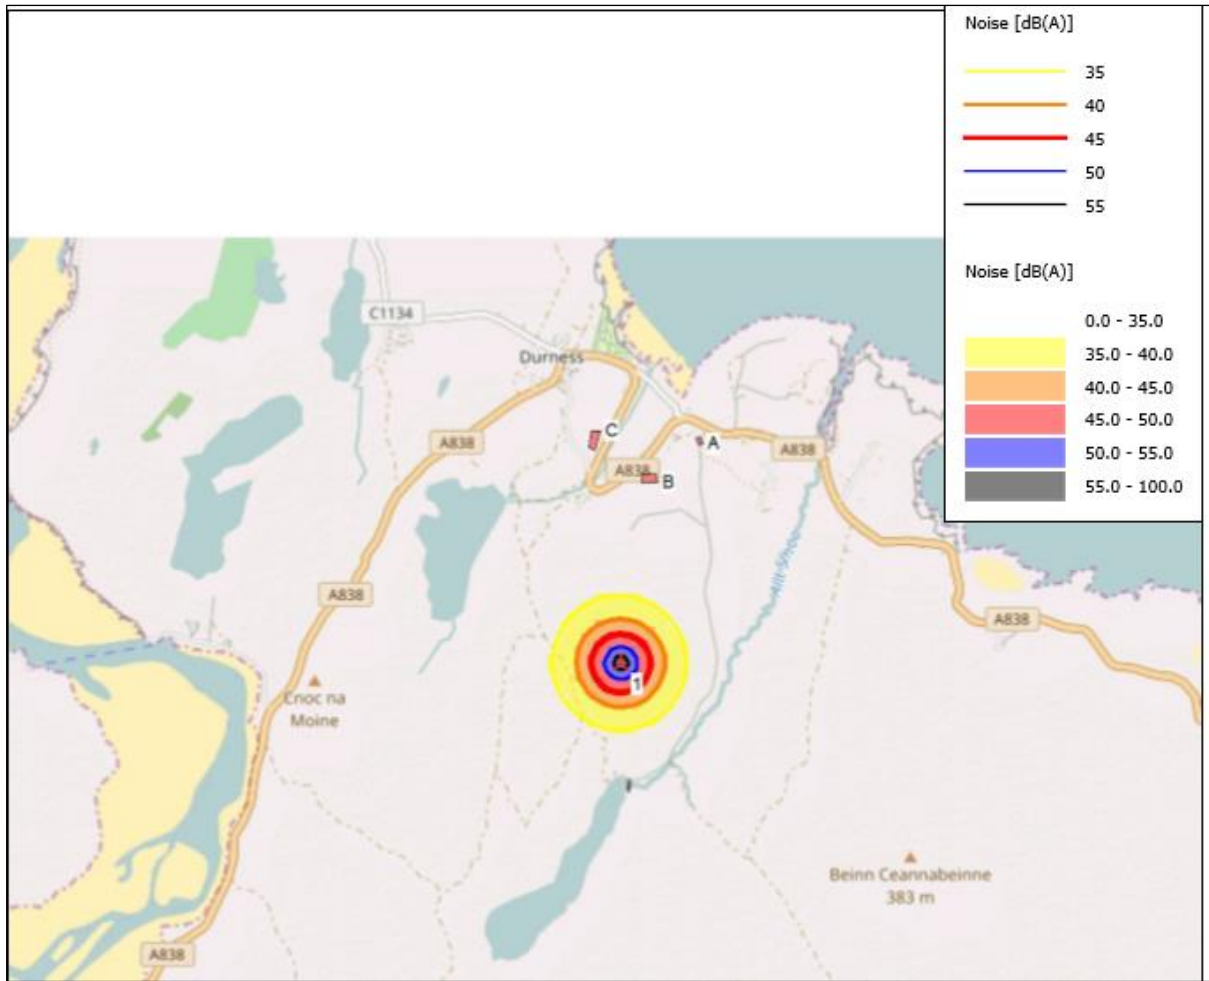 Noise [dB(A)]
35
40
45
50
55
Noise [dB(A)]
0.0 - 35.0
35.0 - 40.0
40.0 - 45.0
45.0 - 50.0
50.0 - 55.0
55.0 - 100.0
C1134
Durness
A838
C
A
A838
A838
B
Allt Smoo
A838
A838
1
Cnoc na
Moine
Beinn Ceannabeinne
383 m
A838